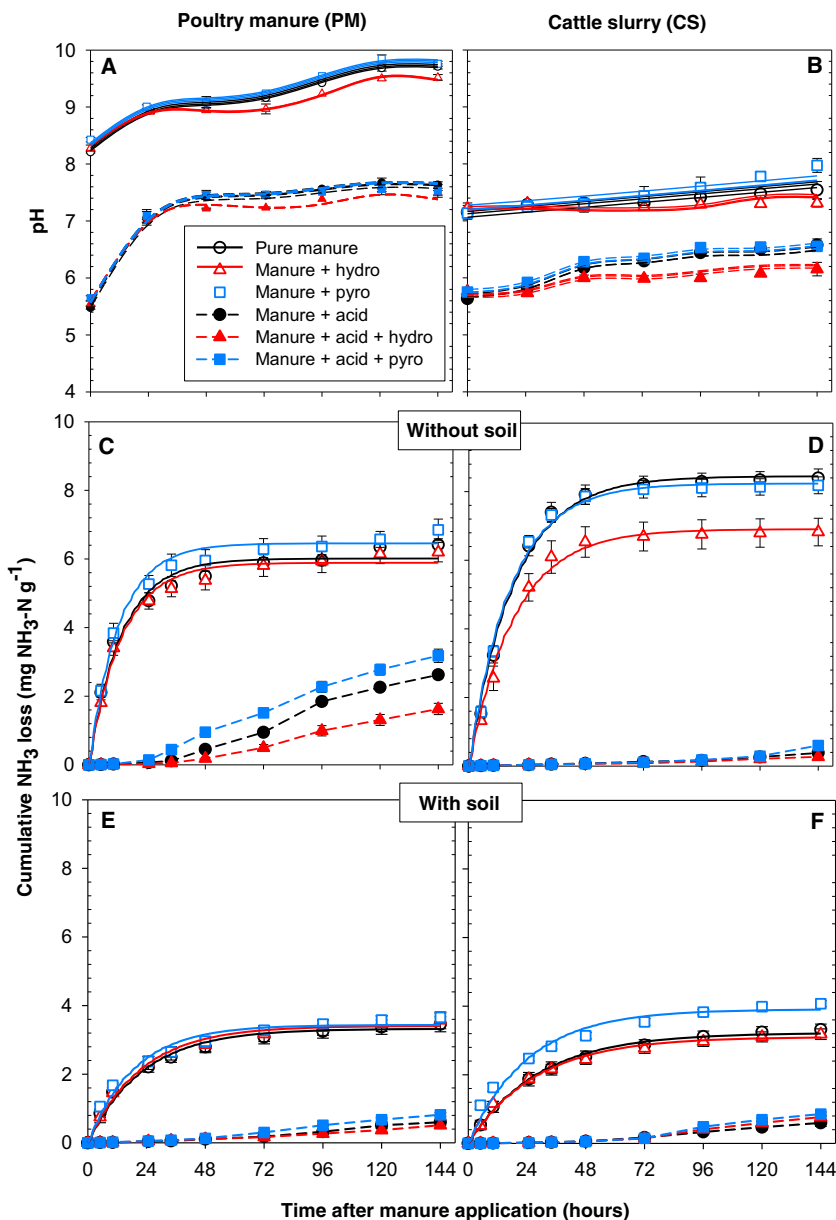 Poultry manure (PM)
Cattle slurry (CS)
10
9
8
7
6
5
4
pH
A
B
Pure manure
Manure + hydro
Manure + pyro
Manure + acid
Manure + acid + hydro
Manure + acid + pyro
Without soil
10
8
6
4
2
0
C
D
Cumulative NH3 loss (mg NH3-N g-1)
With soil
10
8
6
4
2
0
E
F
0 24 48 72 96 120 144
0 24 48 72 96 120 144
Time after manure application (hours)